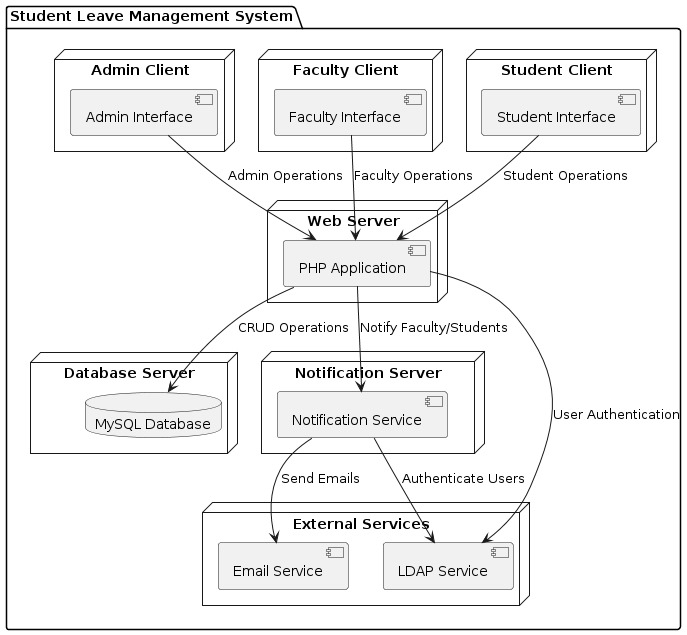 Student Leave Management System
Admin Client
Faculty Client
Student Client
Admin Interface
Faculty Interface
Student Interface
Admin Operations
Faculty Operations
Student Operations
Web Server
PHP Application
CRUD Operations
Notify Faculty/Students
Database Server
Notification Server
MySQL Database
Notification Service
User Authentication
Send Emails
Authenticate Users
External Services
Email Service
LDAP Service